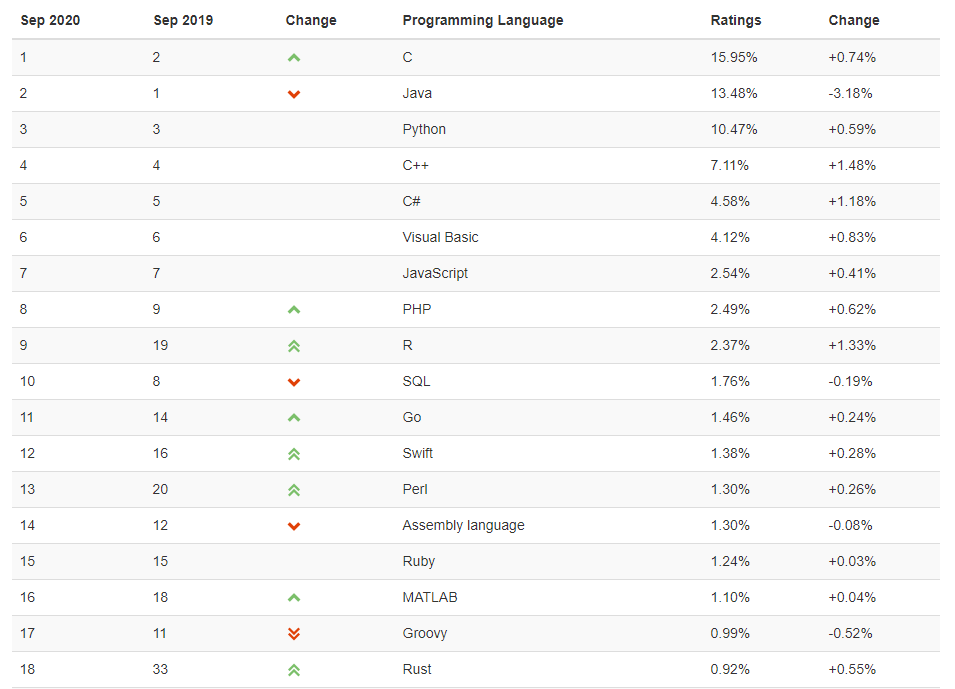 Sep 2020 Sep 2019 Change Programming Language Ratings Change
1 2 C 15.95% +0.74%
2 1 Java 13.48% -3.18%
3 3 Python 10.47% +0.59%
4 4 C++ 7.11% +1.48%
5 5 C# 4.58% +1.18%
6 6 Visual Basic 4.12% +0.83%
7 7 JavaScript 2.54% +0.41%
8 9 PHP 2.49% +0.62%
9 19 R 2.37% +1.33%
10 8 SQL 1.76% -0.19%
11 14 Go 1.46% +0.24%
12 16 Swift 1.38% +0.28%
13 20 Perl 1.30% +0.26%
14 12 Assembly language 1.30% -0.08%
15 15 Ruby 1.24% +0.03%
16 18 MATLAB 1.10% +0.04%
17 11 Groovy 0.99% -0.52%
18 33 Rust 0.92% +0.55%